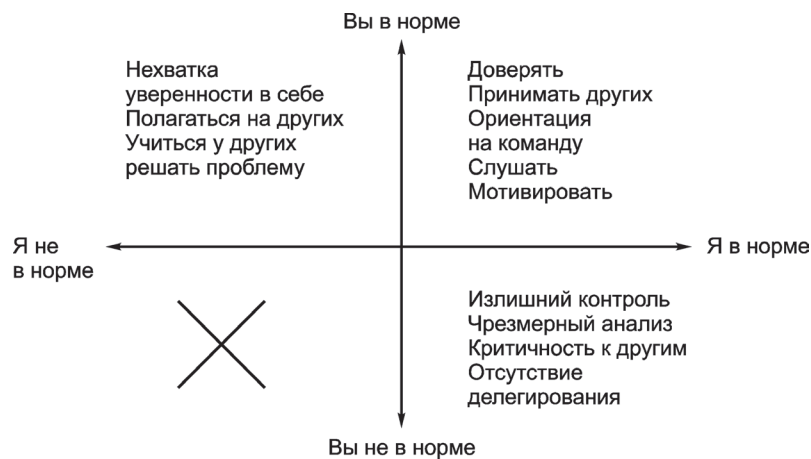 Вы в норме
Нехватка
уверенности в себе
Полагаться на других
Учиться у других
решать проблему
Доверять
Принимать других
Ориентация
на команду
Слушать
Мотивировать
Я не
в норме
Я в норме
Излишний контроль
Чрезмерный анализ
Критичность к другим
Отсутствие
делегирования
Вы не в норме